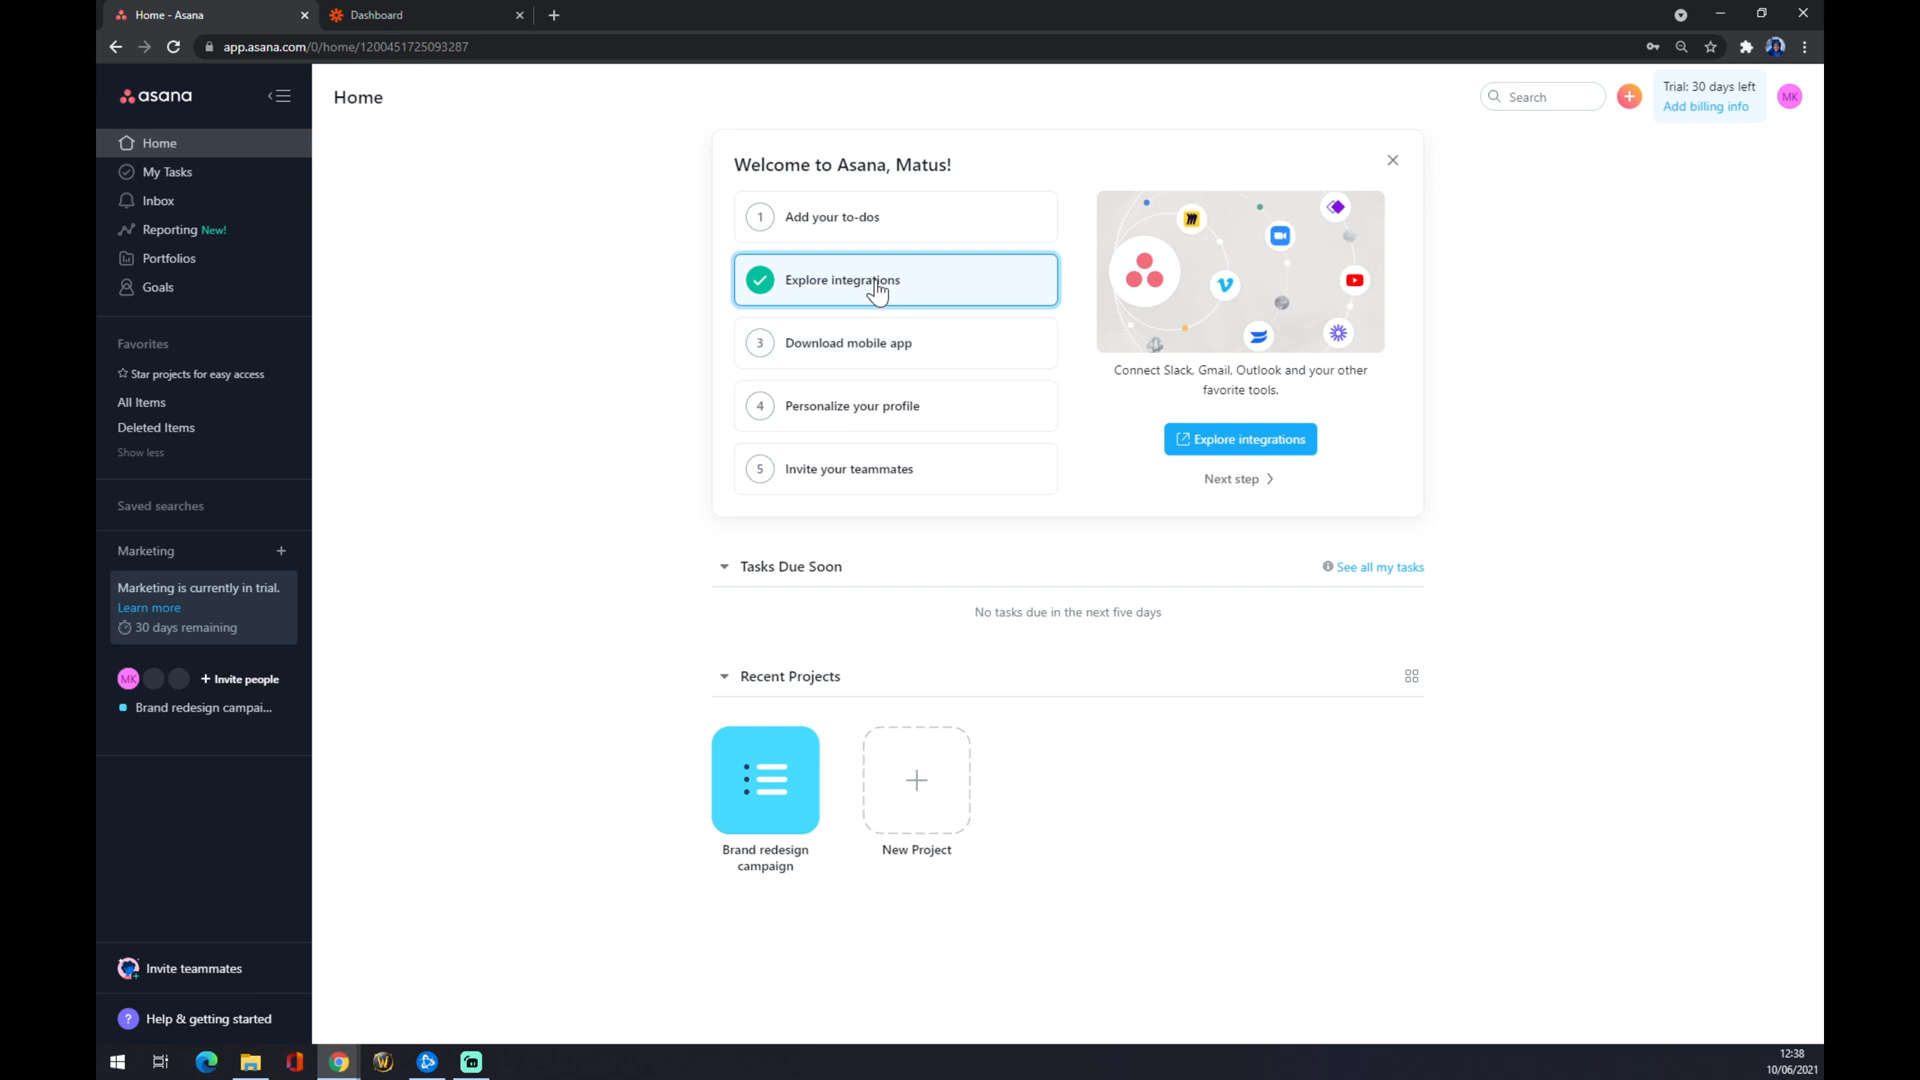 Home - Asana
Dashboard
app.asana.com/0/home/1200451725093287
asana
Home
Search
Trial: 30 days left
Add billing info
MK
Home
My Tasks
Inbox
Reporting New!
Portfolios
Goals
Favorites
Star projects for easy access
All Items
Deleted Items
Show less
Saved searches
Marketing
Marketing is currently in trial.
Learn more
30 days remaining
MK
Invite people
Brand redesign campai...
Invite teammates
? Help & getting started
Welcome to Asana, Matus!
1 Add your to-dos
Explore integrations
3 Download mobile app
4 Personalize your profile
5 Invite your teammates
Connect Slack, Gmail, Outlook and your other
favorite tools.
Explore integrations
Next step
Tasks Due Soon
See all my tasks
No tasks due in the next five days
Recent Projects
Brand redesign
campaign
New Project
12:38
10/06/2021